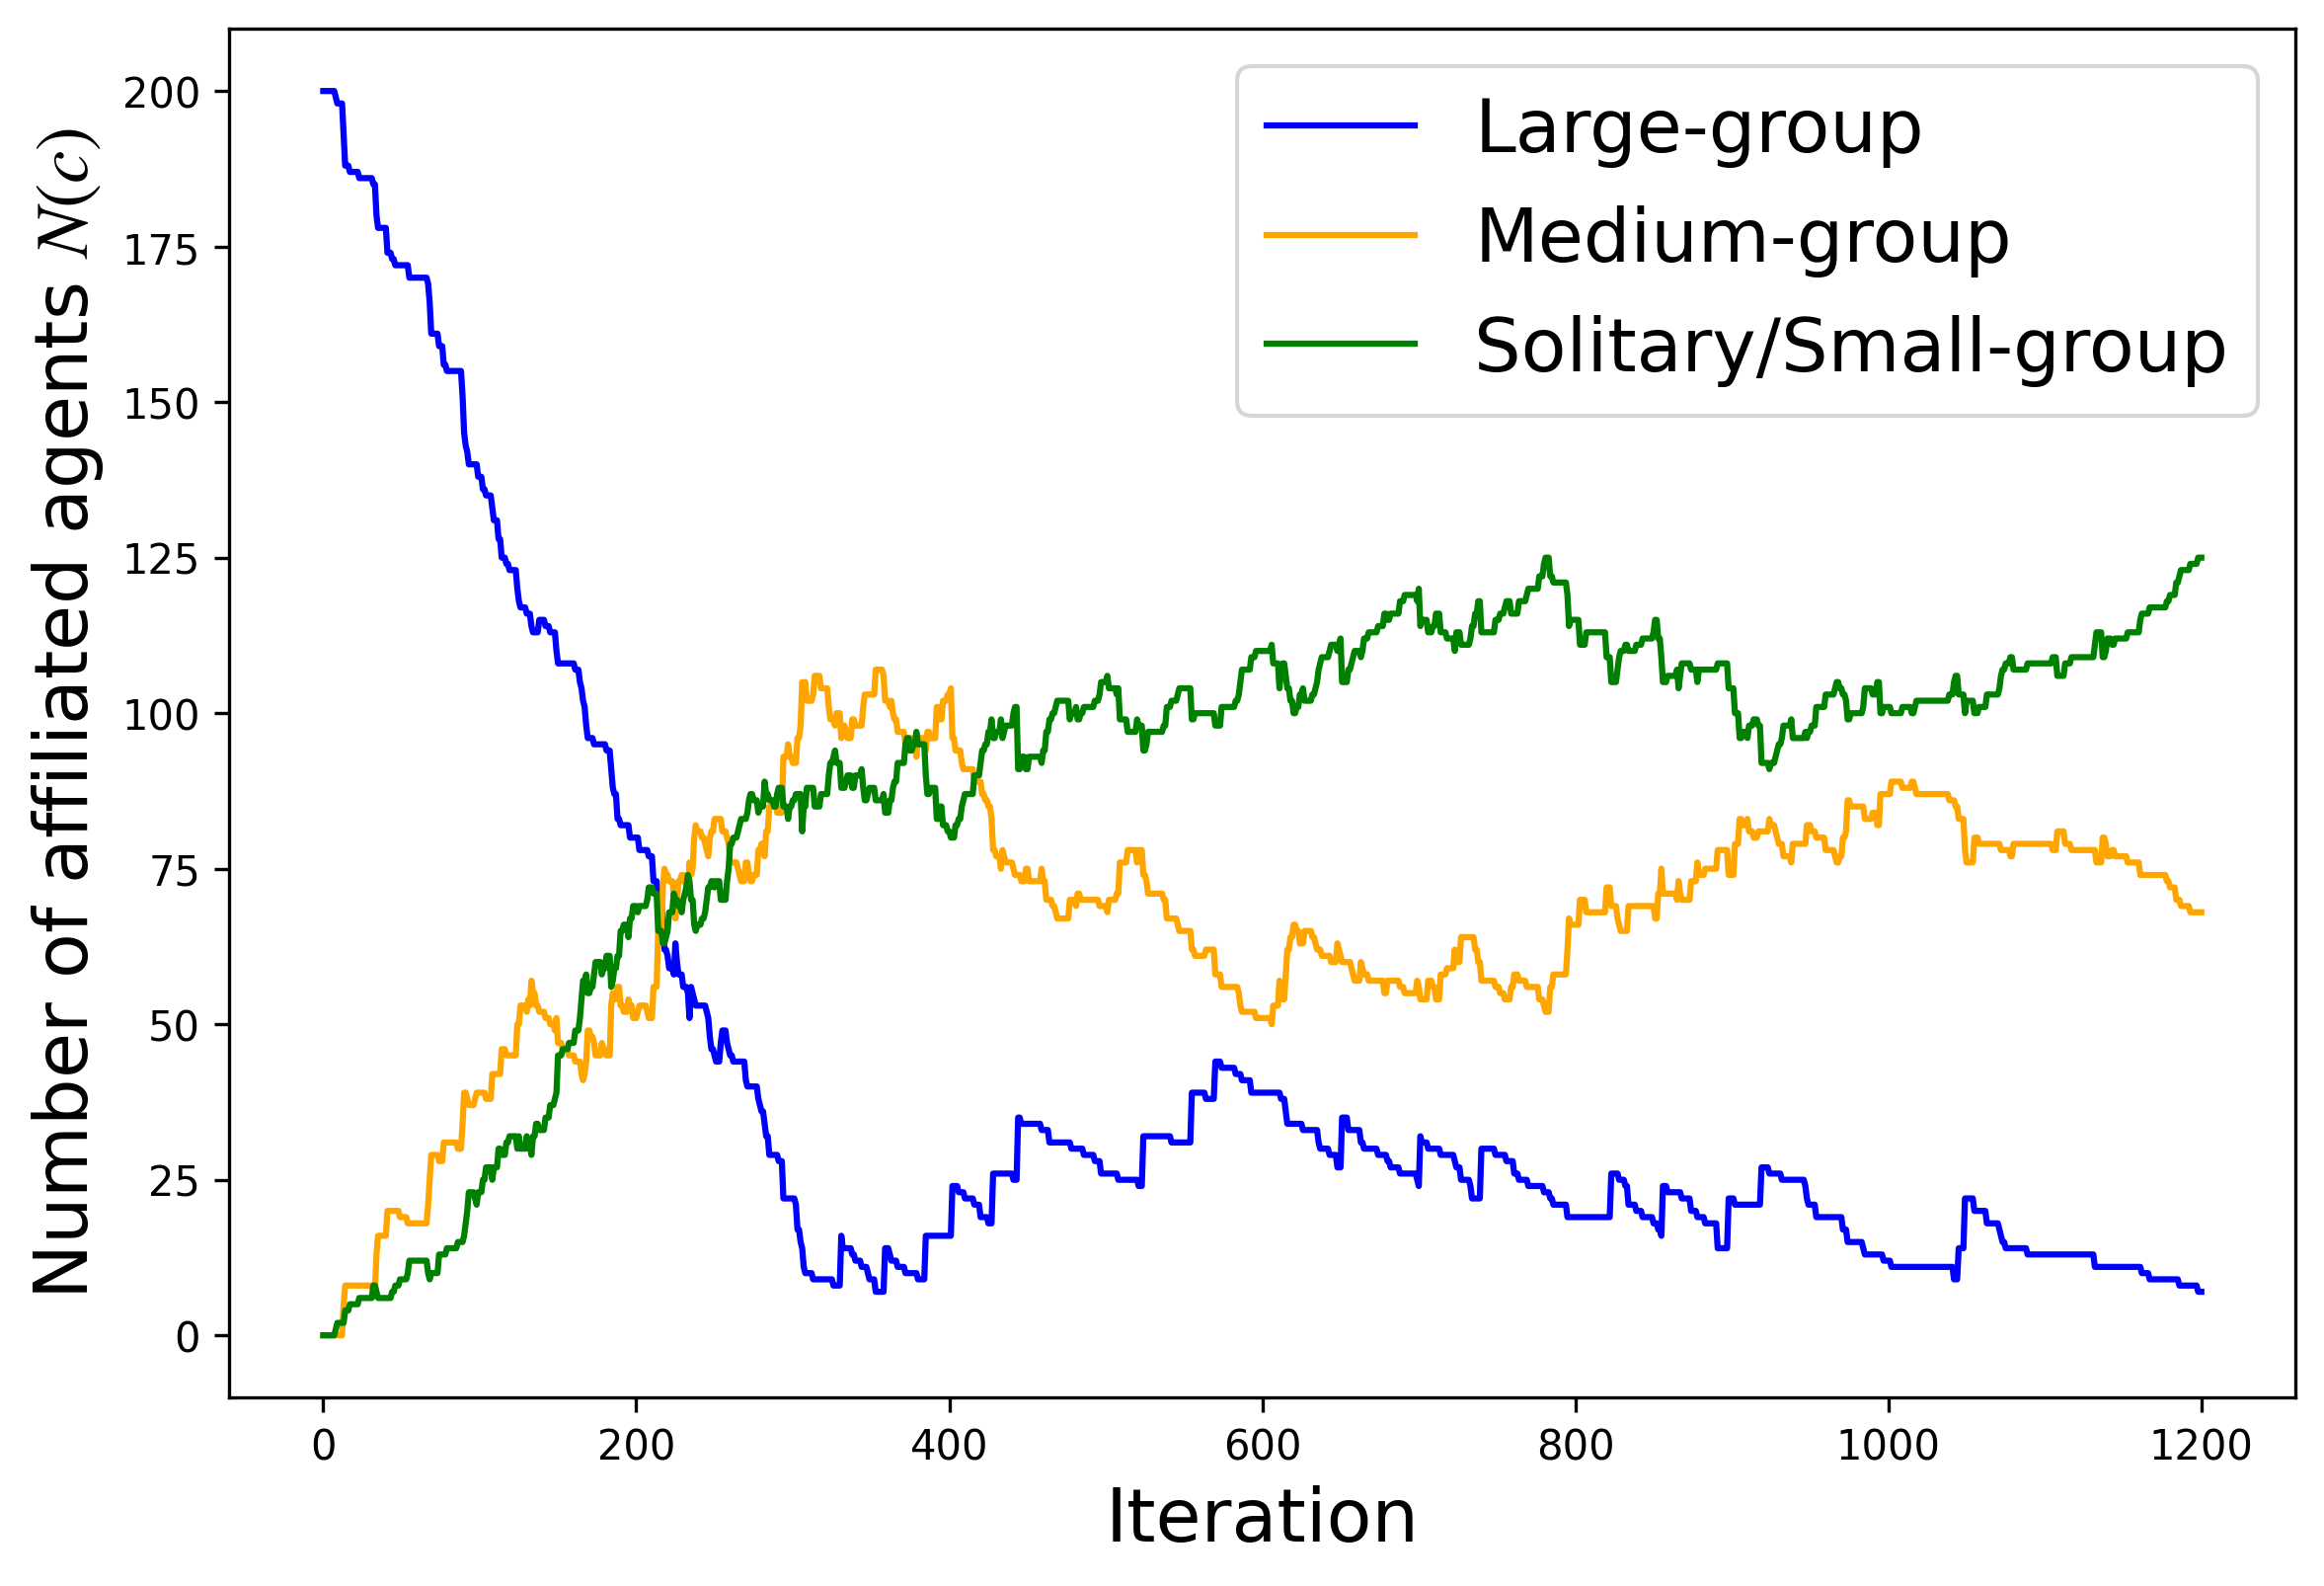 Number of affiliated agents N(c)
200
175
150
125
100
75
50
25
0
Large-group
Medium-group
Solitary/Small-group
0 200 400 600 800 1000 1200
Iteration